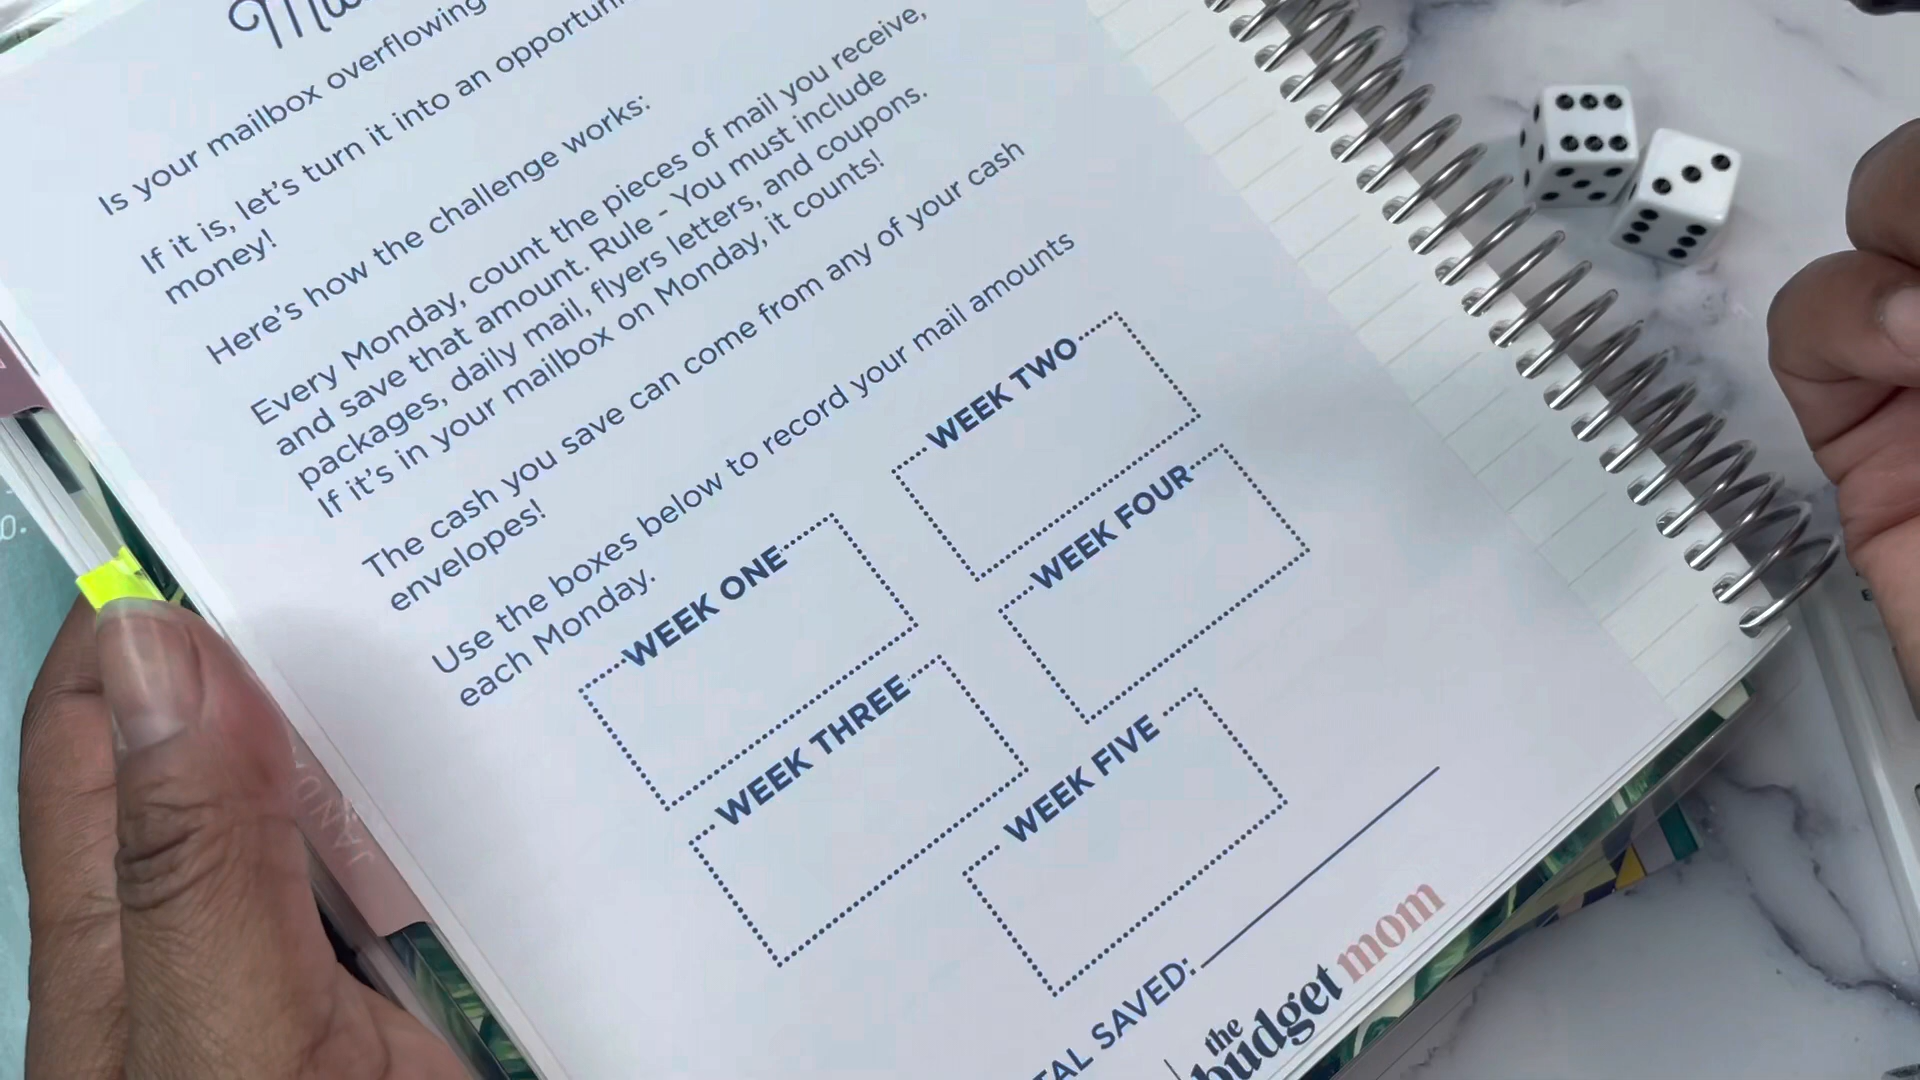 Is your mailbox overflowing
If it is, let's turn it into an
money!
Here's how the challenge works:
Every Monday, count the pieces of mail you receive,
and save that amount. Rule - You must include
packages, daily mail, flyers letters, and coupons.
If it's in your mailbox on Monday, it counts!
The cash you save can come from any of your cash
envelopes!
Use the boxes below to record your mail amounts
each Monday.
WEEK ONE
WEEK TWO
WEEK THREE
WEEK FOUR
WEEK FIVE
SAVED:
the
budget mom